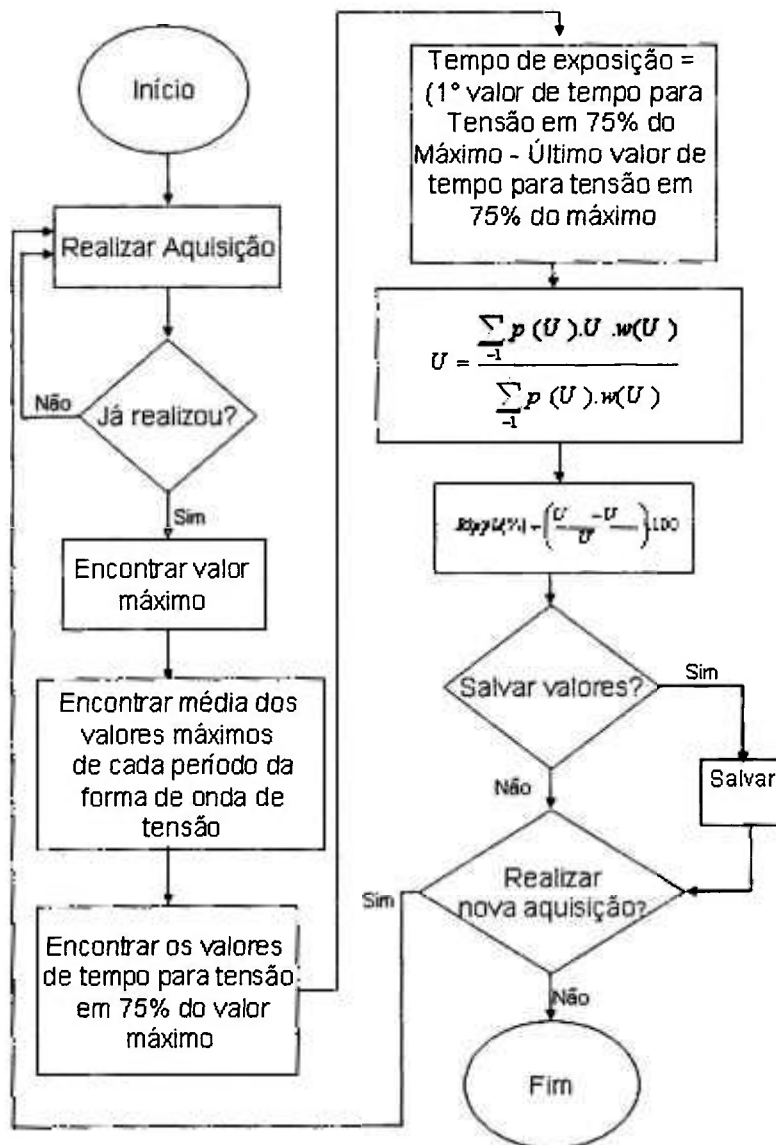 Início
Realizar Aquisição
Não
Já realizou?
Sim
Encontrar valor
máximo
Encontrar média dos
valores máximos
de cada período da
forma de onda de
tensão
Encontrar os valores
de tempo para tensão
em 75% do valor
máximo
Tempo de exposição =
(1° valor de tempo para
Tensão em 75% do
Máximo - Último valor de
tempo para tensão em
75% do máximo
U = ∑ p (U).U .w(U)
-1
∑ p (U).w(U)
-1
U - U
U
100
Salvar valores?
Sim
Salvar
Não
Realizar
nova aquisição?
Sim
Não
Fim